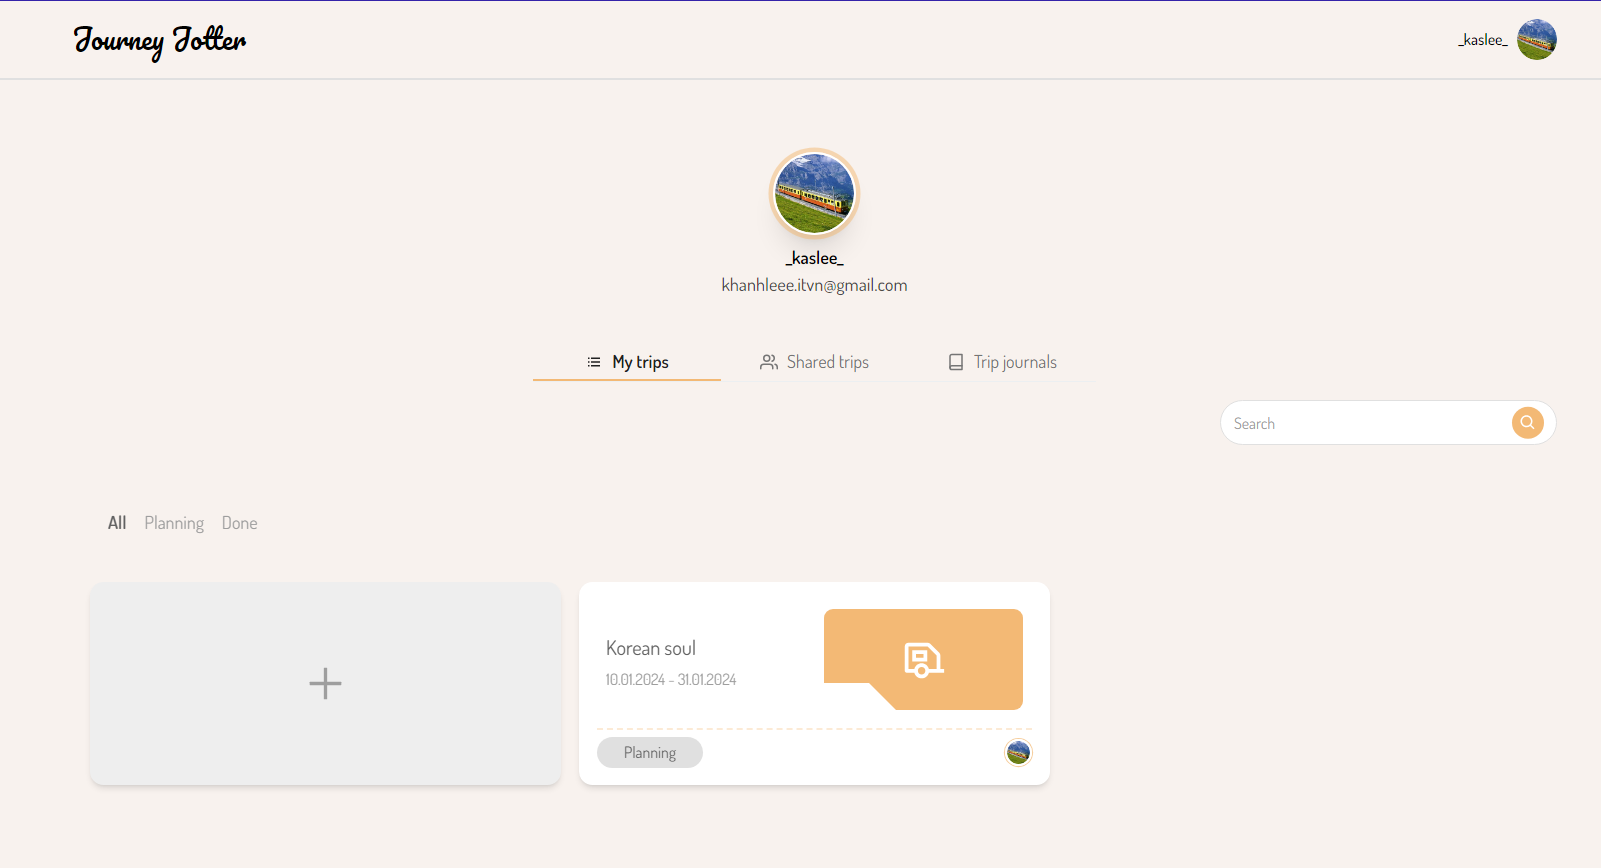 Journey Jotter
_kaslee_
_kaslee_
khanhleee.itvn@gmail.com
My trips Shared trips Trip journals
Search
All Planning Done
Korean soul
10.01.2024 - 31.01.2024
Planning